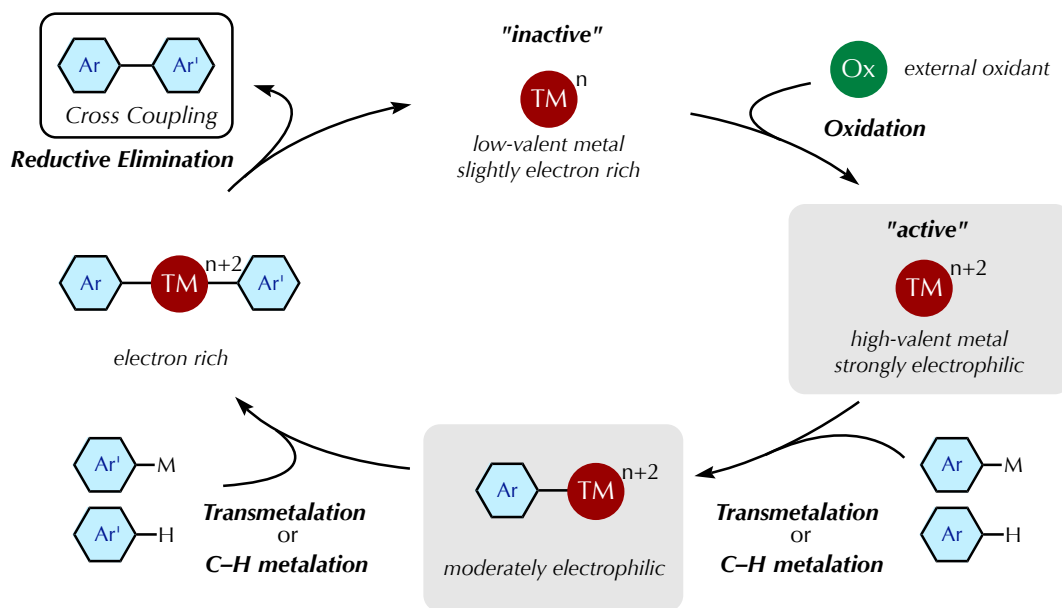 "inactive"
TM n
low-valent metal
slightly electron rich
Ox
external oxidant
Oxidation
"active"
TM n+2
high-valent metal
strongly electrophilic
Ar M
Ar H
Transmetalation
or
C–H metalation
Ar TM n+2
moderately electrophilic
Transmetalation
or
C–H metalation
Ar' M
Ar' H
Ar TM n+2 Ar'
electron rich
Reductive Elimination
Ar Ar'
Cross Coupling